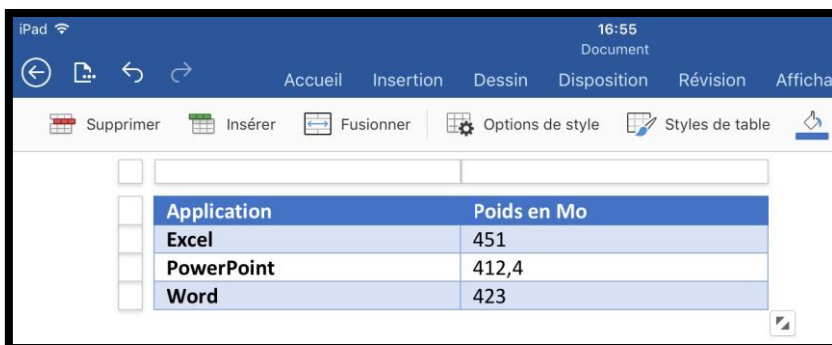 iPad 16:55
Document
Accueil Insertion Dessin Disposition Révision Afficha
Supprimer Insérer Fusionner Options de style Styles de table
Application Poids en Mo
Excel 451
PowerPoint 412,4
Word 423